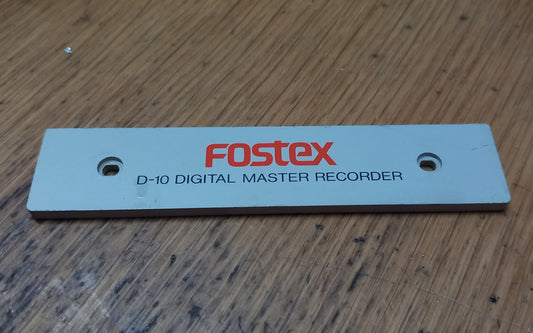 FOSTEX
D-10 DIGITAL MASTER RECORDER